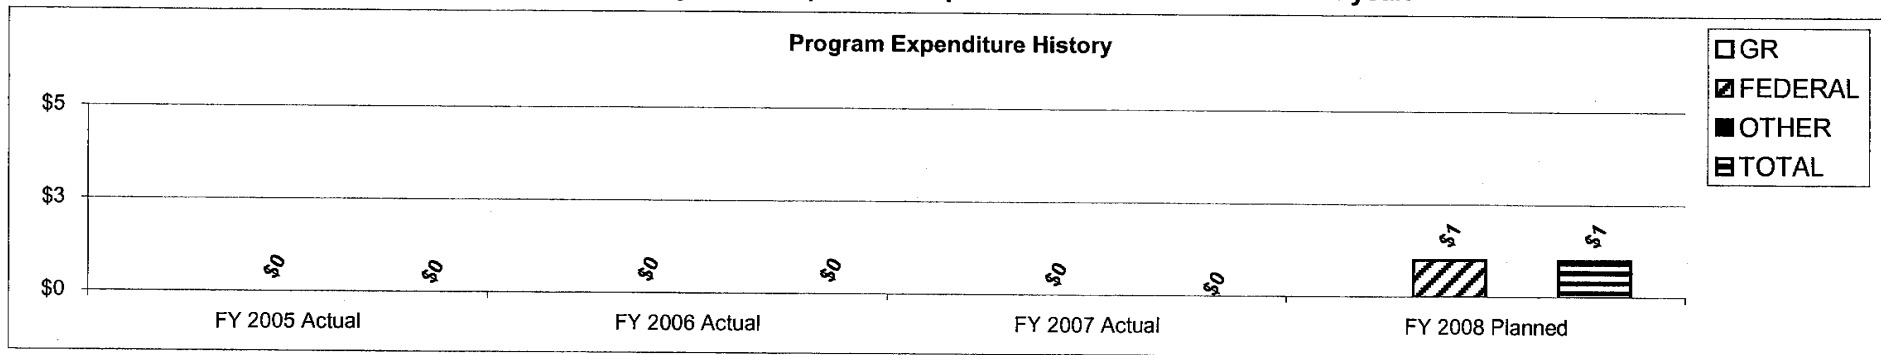 Program Expenditure History
GR
FEDERAL
OTHER
TOTAL
$5
$3
$0
$0
$0
$0
$0
$0
$0
$1
$1
FY 2005 Actual
FY 2006 Actual
FY 2007 Actual
FY 2008 Planned